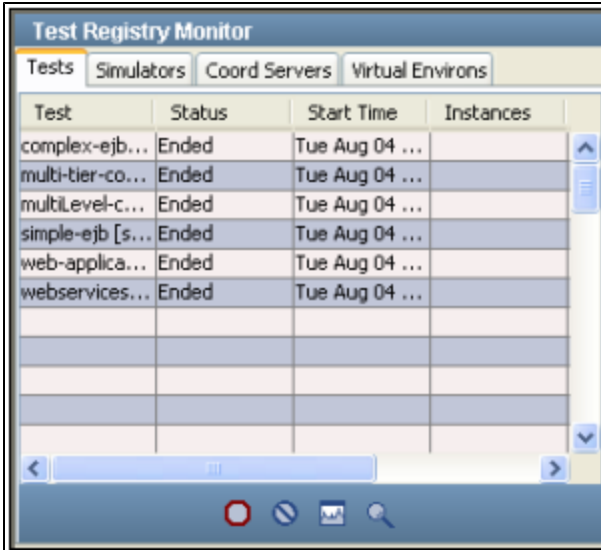 Test Registry Monitor
Tests Simulators Coord Servers Virtual Environs
Test Status Start Time Instances
complex-ejb... Ended Tue Aug 04 ...
multi-tier-co... Ended Tue Aug 04 ...
multiLevel-c... Ended Tue Aug 04 ...
simple-ejb [s... Ended Tue Aug 04 ...
web-applica... Ended Tue Aug 04 ...
webservices... Ended Tue Aug 04 ...